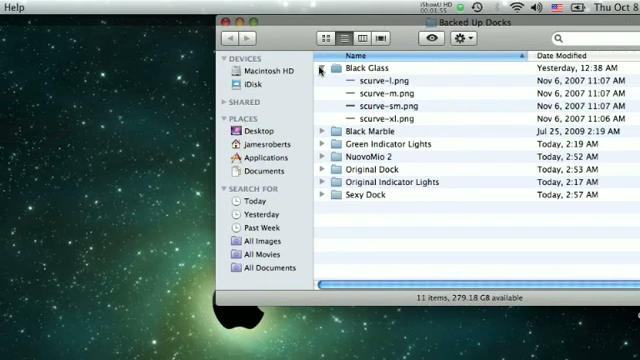 Help
iShowU HD
00:01:55
Thu Oct 8
Backed Up Docks
DEVICES
Macintosh HD
iDisk
SHARED
PLACES
Desktop
jamesroberts
Applications
Documents
SEARCH FOR
Today
Yesterday
Past Week
All Images
All Movies
All Documents
Name Date Modified
Black Glass Yesterday, 12:38 AM
scurve-l.png Nov 6, 2007 11:07 AM
scurve-m.png Nov 6, 2007 11:07 AM
scurve-sm.png Nov 6, 2007 11:07 AM
scurve-xl.png Nov 6, 2007 11:06 AM
Black Marble Jul 25, 2009 2:19 AM
Green Indicator Lights Today, 2:19 AM
NuovoMio 2 Today, 2:22 AM
Original Dock Today, 2:53 AM
Original Indicator Lights Today, 2:17 AM
Sexy Dock Today, 2:57 AM
11 items, 279.18 GB available